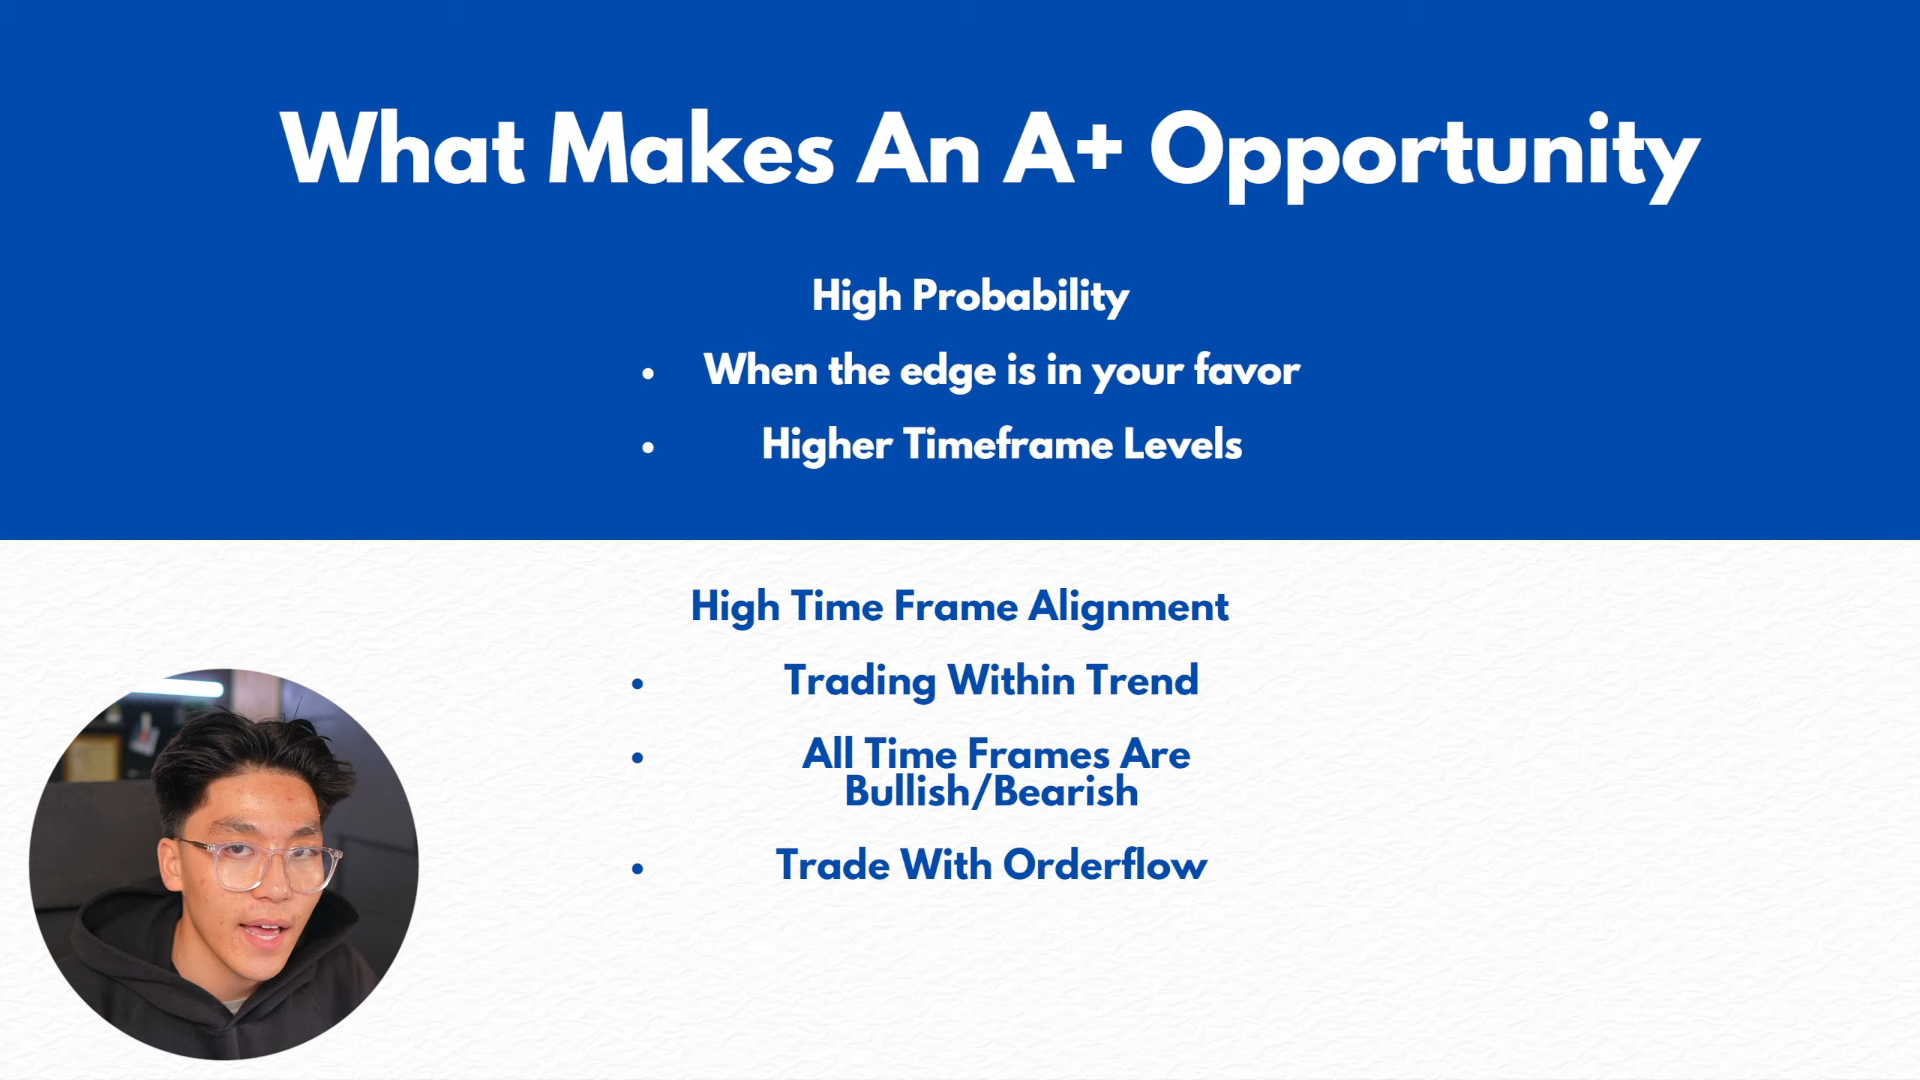 What Makes An A+ Opportunity
High Probability
• When the edge is in your favor
• Higher Timeframe Levels
High Time Frame Alignment
• Trading Within Trend
• All Time Frames Are
Bullish/Bearish
• Trade With Orderflow